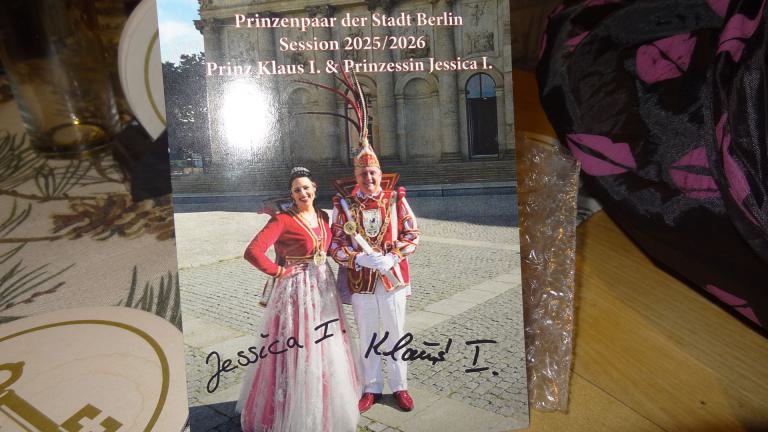 Prinzenpaar der Stadt Berlin
Session 2025/2026
Prinz Klaus I. & Prinzessin Jessica I.
Jessica I. Klaus I.